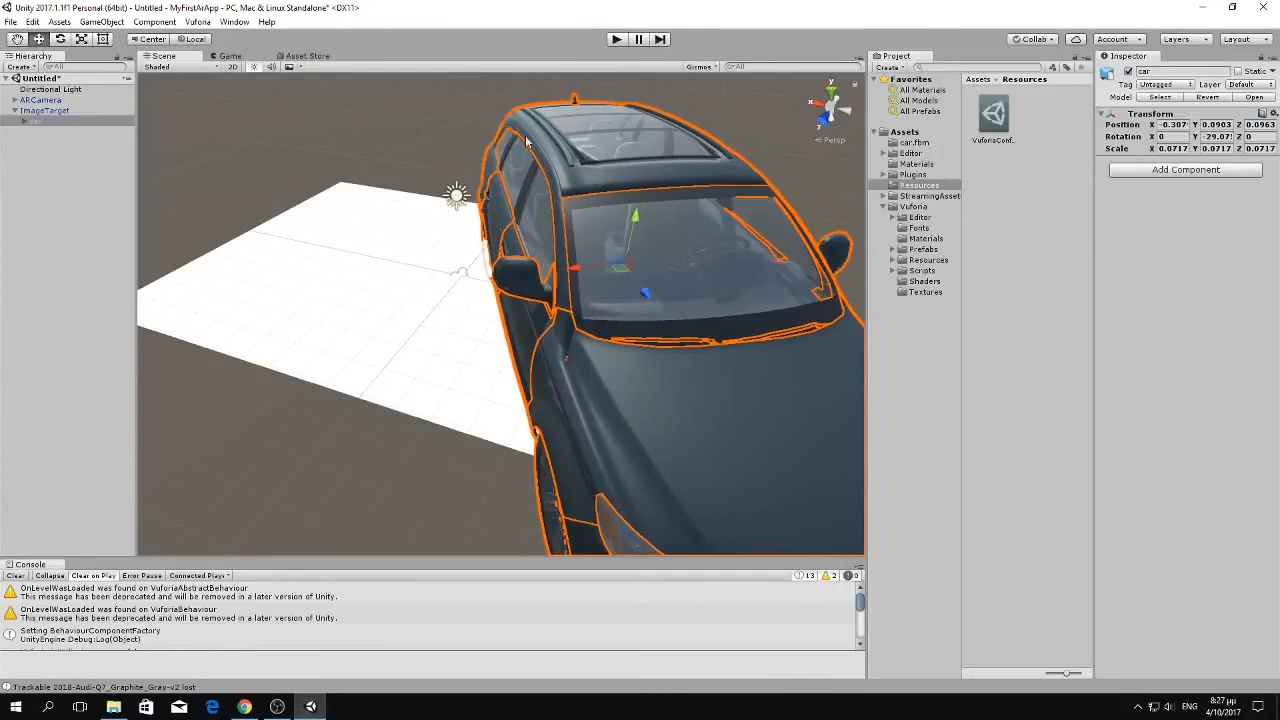 Unity 2017.1.1f1 Personal (64bit) - Untitled - MyFirstArApp - PC, Mac & Linux Standalone* <DX11>
File Edit Assets GameObject Component Vuforia Window Help
Center Local Collab Account Layers Layout
Hierarchy Scene Game Asset Store Project Inspector
Create All Shaded 2D Gizmos All Create
Untitled*
Directional Light
ARCamera
ImageTarget
car
y
x
z
Persp
Favorites
All Materials
All Models
All Prefabs
Assets
car.fbm
Editor
Materials
Plugins
Resources
StreamingAsset
Vuforia
Editor
Fonts
Materials
Prefabs
Resources
Scripts
Shaders
Textures
Assets Resources
VuforiaConf...
car Static
Tag Untagged Layer Default
Model Select Revert Open
Transform
Position X -0.307 Y 0.0903 Z 0.0963
Rotation X 0 Y -29.07 Z 0
Scale X 0.0717 Y 0.0717 Z 0.0717
Add Component
Console
Clear Collapse Clear on Play Error Pause Connected Player 13 2 0
OnLevelWasLoaded was found on VuforiaAbstractBehaviour
This message has been deprecated and will be removed in a later version of Unity.
OnLevelWasLoaded was found on VuforiaBehaviour
This message has been deprecated and will be removed in a later version of Unity.
Setting BehaviourComponentFactory
UnityEngine.Debug:Log(Object)
Trackable 2018-Audi-Q7_Graphite_Gray-v2 lost
ENG
8:27 μμ
4/10/2017